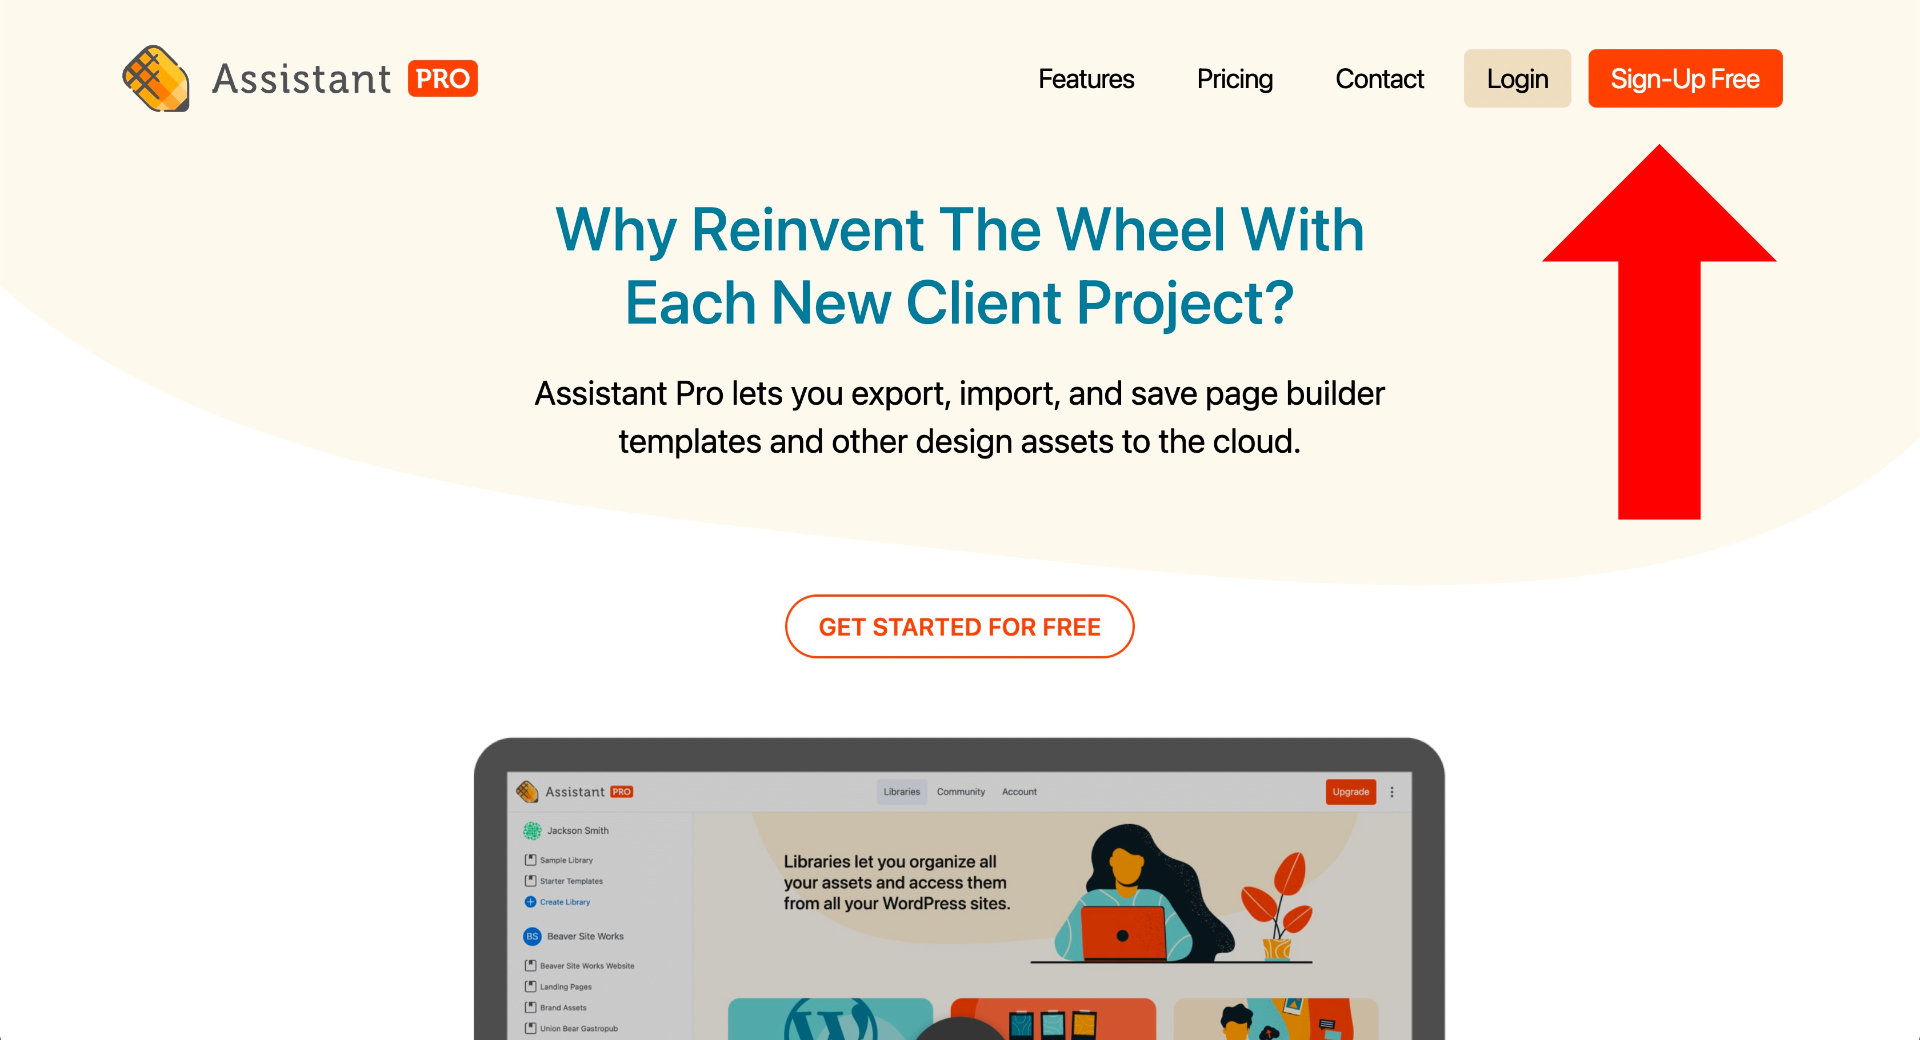 Assistant PRO
Features
Pricing
Contact
Login
Sign-Up Free
Why Reinvent The Wheel With
Each New Client Project?
Assistant Pro lets you export, import, and save page builder
templates and other design assets to the cloud.
GET STARTED FOR FREE
Assistant PRO
Libraries
Community
Account
Upgrade
Jackson Smith
Sample Library
Starter Templates
Create Library
BS Beaver Site Works
Beaver Site Works Website
Landing Pages
Brand Assets
Union Bear Gastropub
Libraries let you organize all
your assets and access them
from all your WordPress sites.